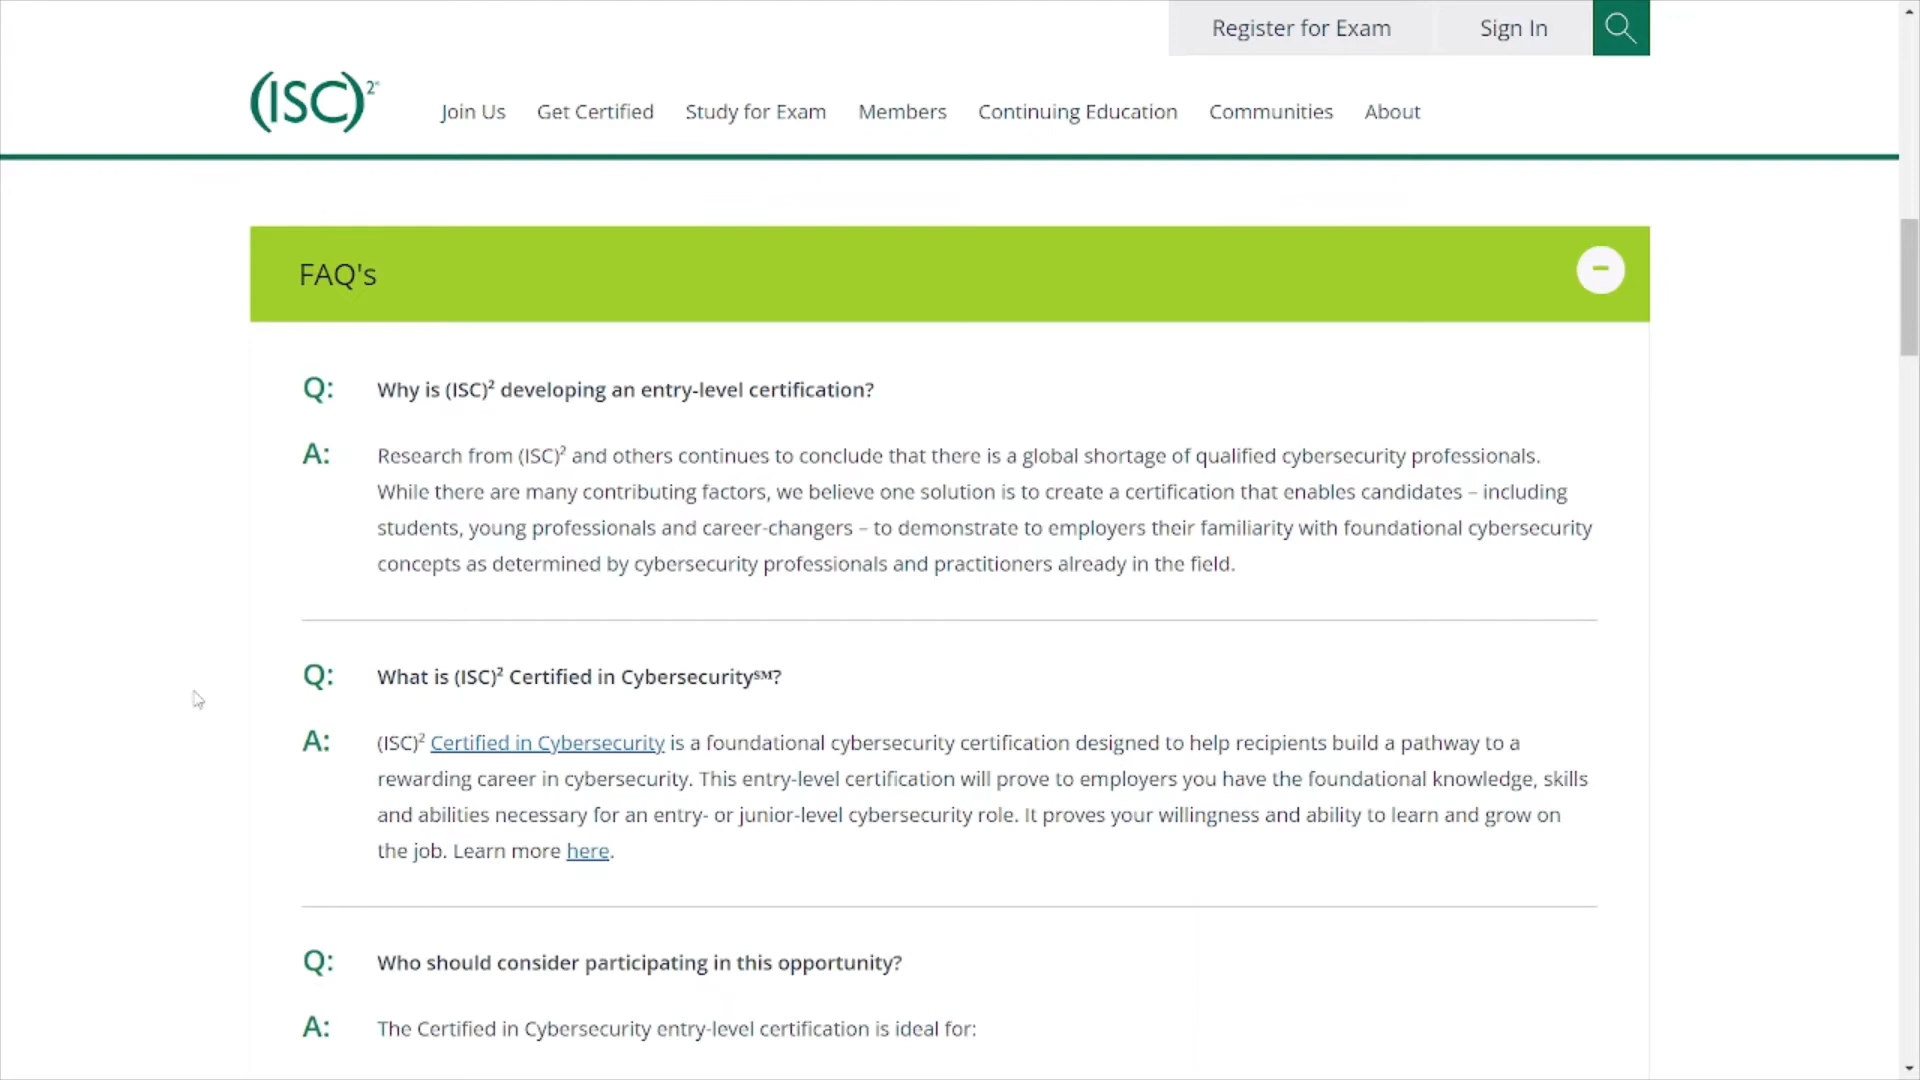 Register for Exam Sign In
(ISC)²®
Join Us Get Certified Study for Exam Members Continuing Education Communities About
FAQ's
Q: Why is (ISC)² developing an entry-level certification?
A: Research from (ISC)² and others continues to conclude that there is a global shortage of qualified cybersecurity professionals.
While there are many contributing factors, we believe one solution is to create a certification that enables candidates – including
students, young professionals and career-changers – to demonstrate to employers their familiarity with foundational cybersecurity
concepts as determined by cybersecurity professionals and practitioners already in the field.
Q: What is (ISC)² Certified in Cybersecurity℠?
A: (ISC)² Certified in Cybersecurity is a foundational cybersecurity certification designed to help recipients build a pathway to a
rewarding career in cybersecurity. This entry-level certification will prove to employers you have the foundational knowledge, skills
and abilities necessary for an entry- or junior-level cybersecurity role. It proves your willingness and ability to learn and grow on
the job. Learn more here.
Q: Who should consider participating in this opportunity?
A: The Certified in Cybersecurity entry-level certification is ideal for: